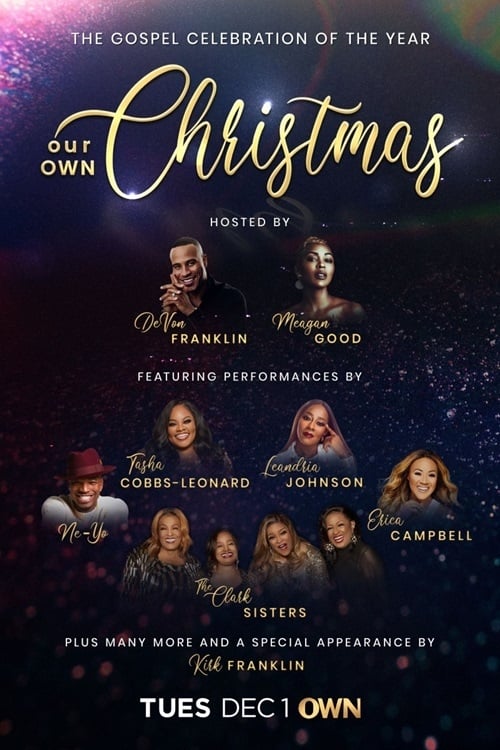 THE GOSPEL CELEBRATION OF THE YEAR
our OWN Christmas
HOSTED BY
DeVon FRANKLIN
Meagan GOOD
FEATURING PERFORMANCES BY
Tasha COBBS-LEONARD
Leandria JOHNSON
Ne-Yo
Erica CAMPBELL
The Clark SISTERS
PLUS MANY MORE AND A SPECIAL APPEARANCE BY
Kirk FRANKLIN
TUES DEC 1 OWN